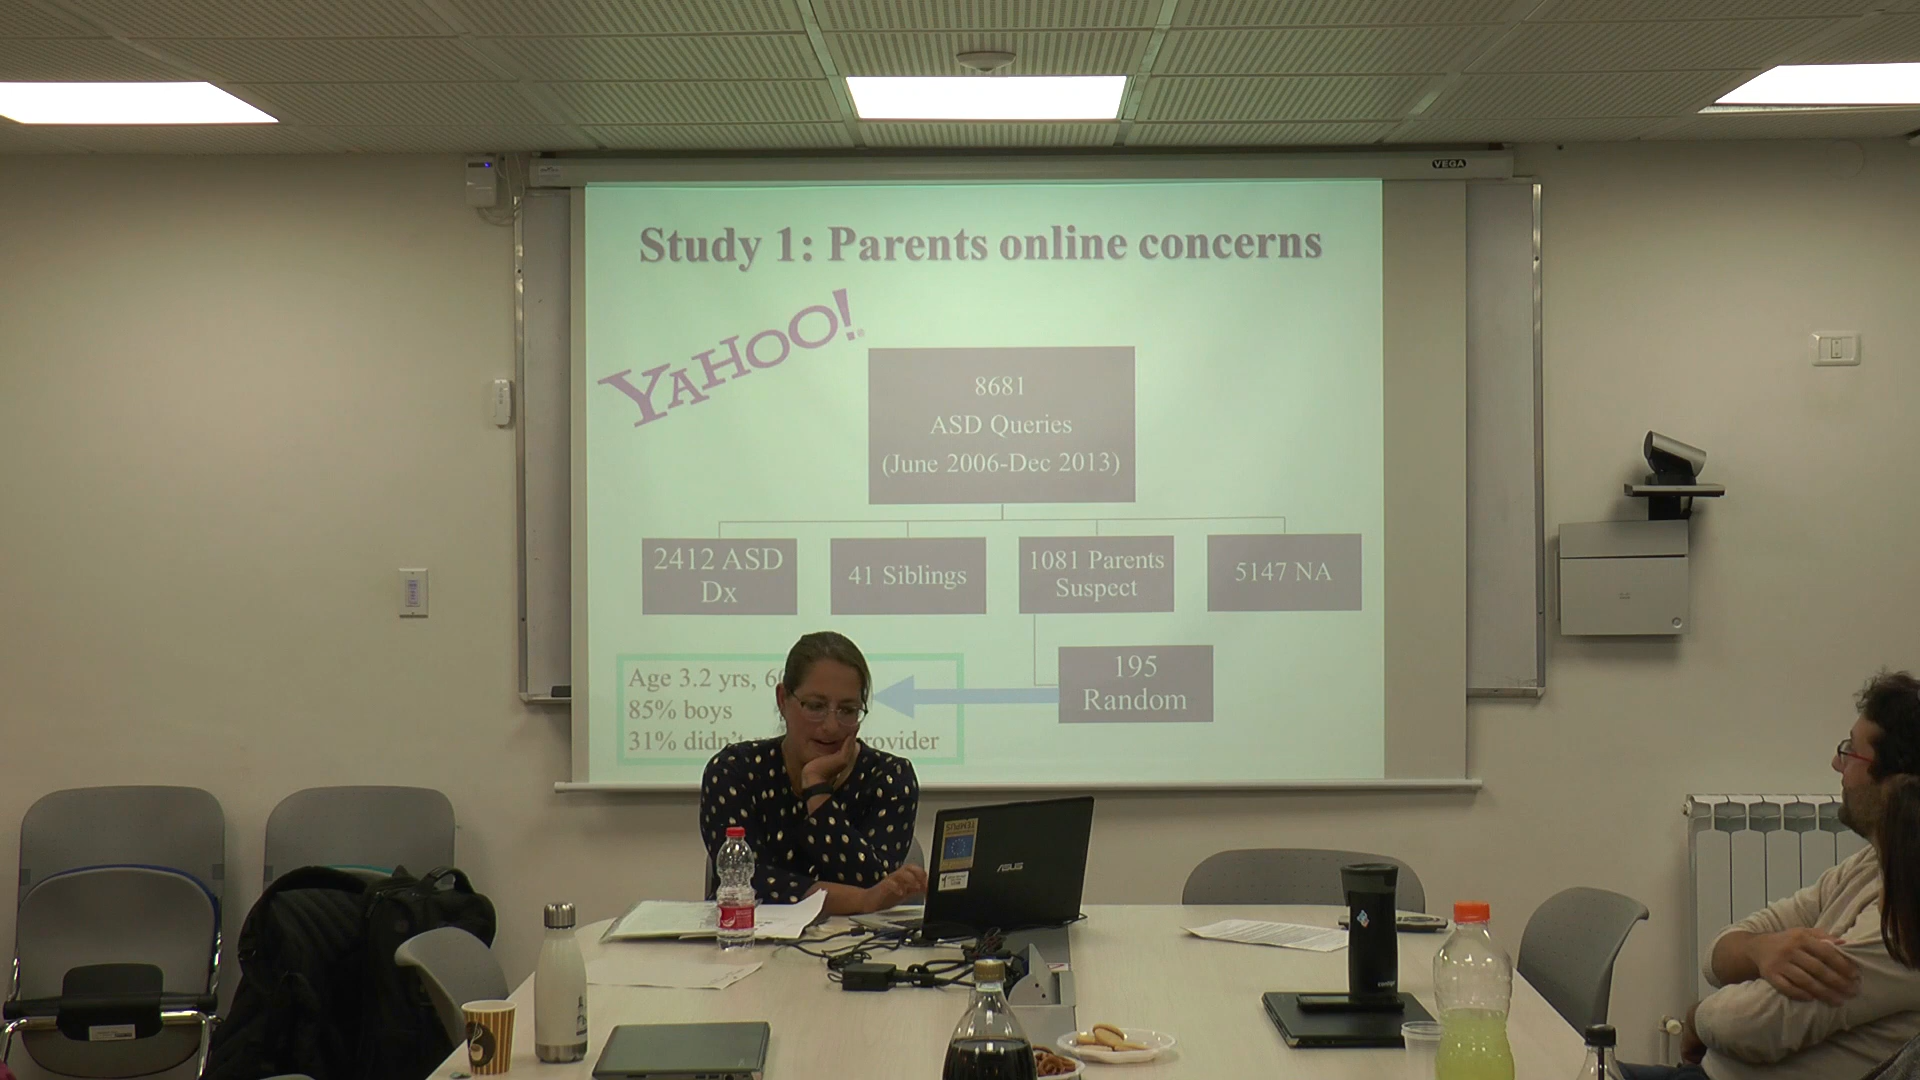 VEGA
Study 1: Parents online concerns
YAHOO!
8681
ASD Queries
(June 2006-Dec 2013)
2412 ASD
Dx
41 Siblings
1081 Parents
Suspect
5147 NA
195
Random
Age 3.2 yrs,
85% boys
31% didn't
TEMPUS
ASUS